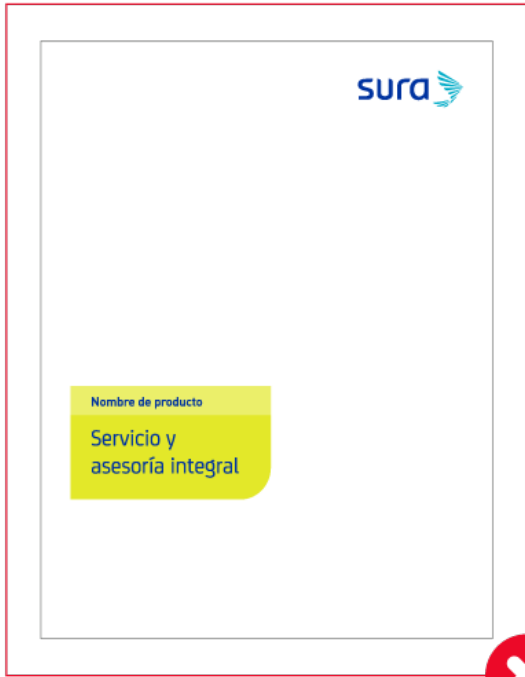 sura
Nombre de producto
Servicio y
asesoría integral